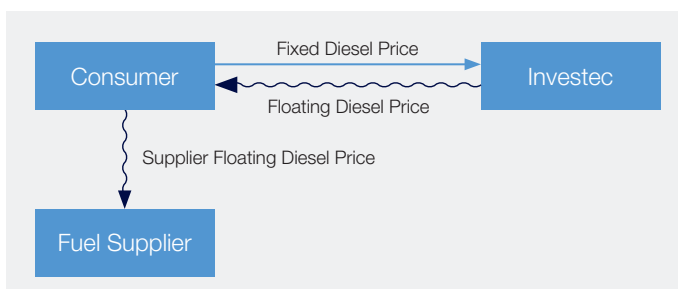 Fixed Diesel Price
Consumer
Investec
Floating Diesel Price
Supplier Floating Diesel Price
Fuel Supplier